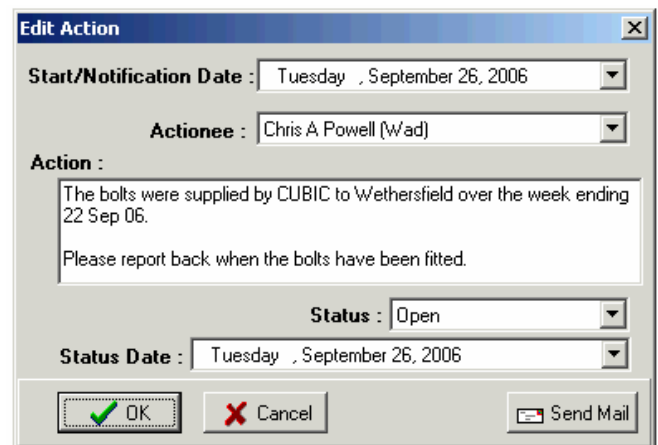 Edit Action
Start/Notification Date : Tuesday , September 26, 2006
Actionee : Chris A Powell (Wad)
Action :
The bolts were supplied by CUBIC to Wethersfield over the week ending
22 Sep 06.
Please report back when the bolts have been fitted.
Status : Open
Status Date : Tuesday , September 26, 2006
OK Cancel Send Mail